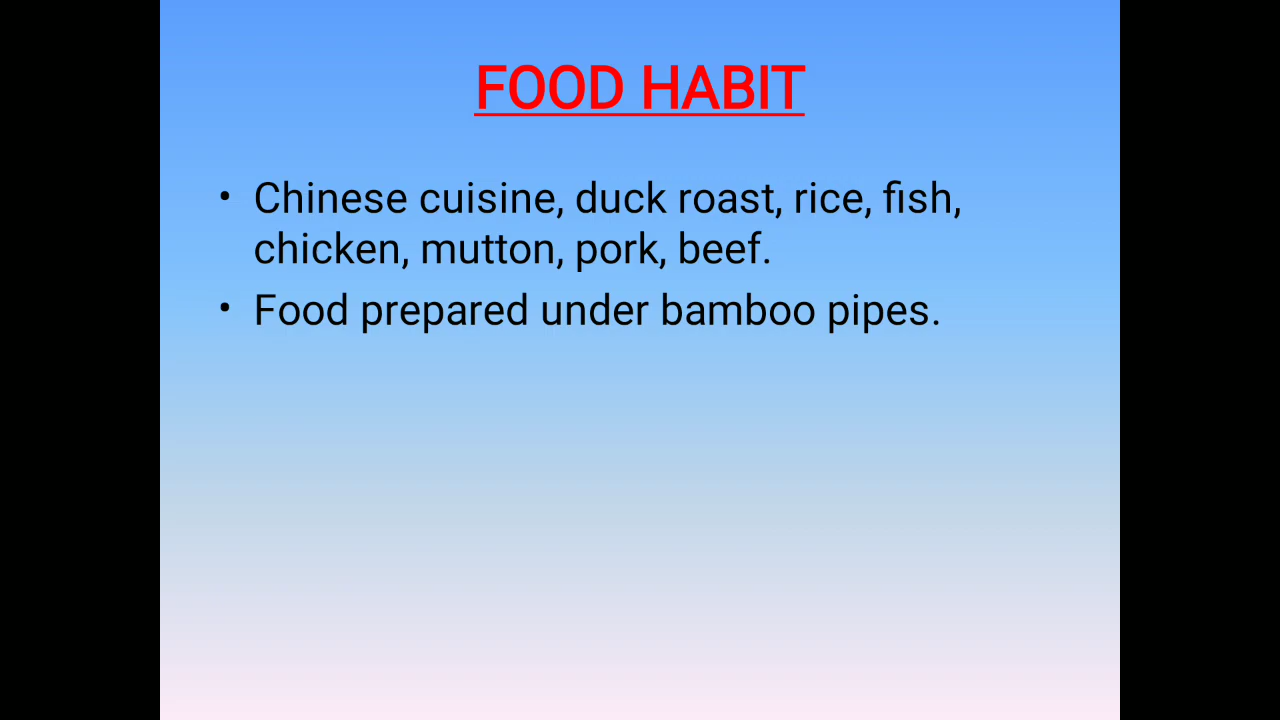 FOOD HABIT
• Chinese cuisine, duck roast, rice, fish,
chicken, mutton, pork, beef.
• Food prepared under bamboo pipes.